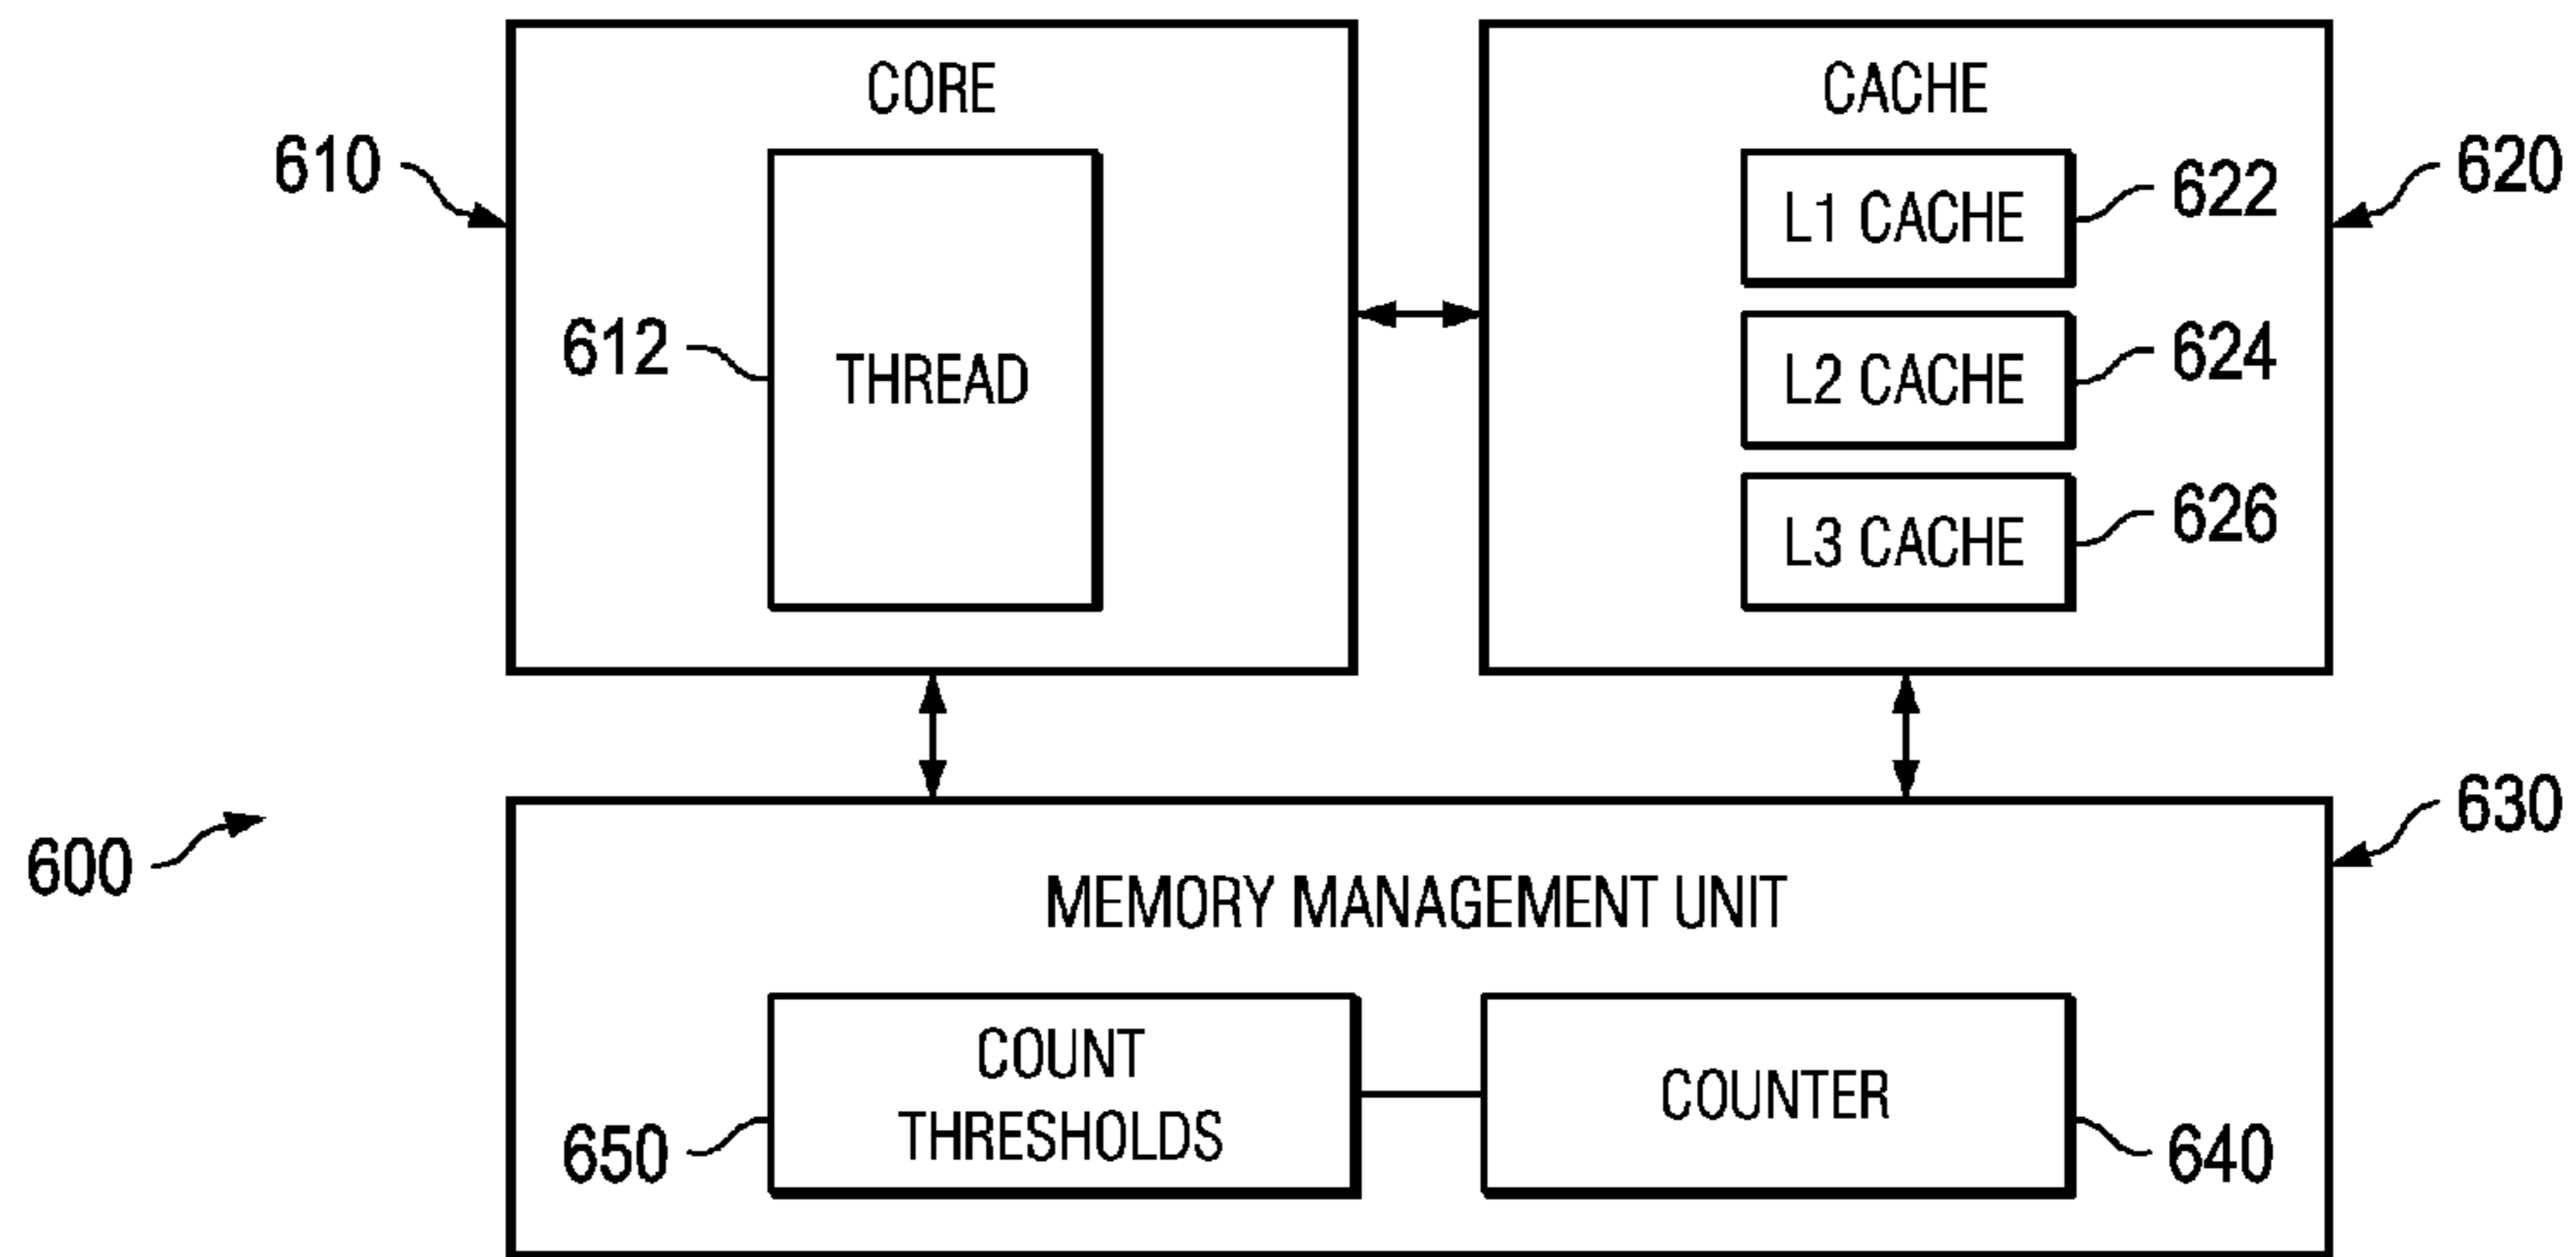 CORE
CACHE
610
620
L1 CACHE
622
612
THREAD
L2 CACHE
624
L3 CACHE
626
600
630
MEMORY MANAGEMENT UNIT
COUNT
THRESHOLDS
COUNTER
650
640